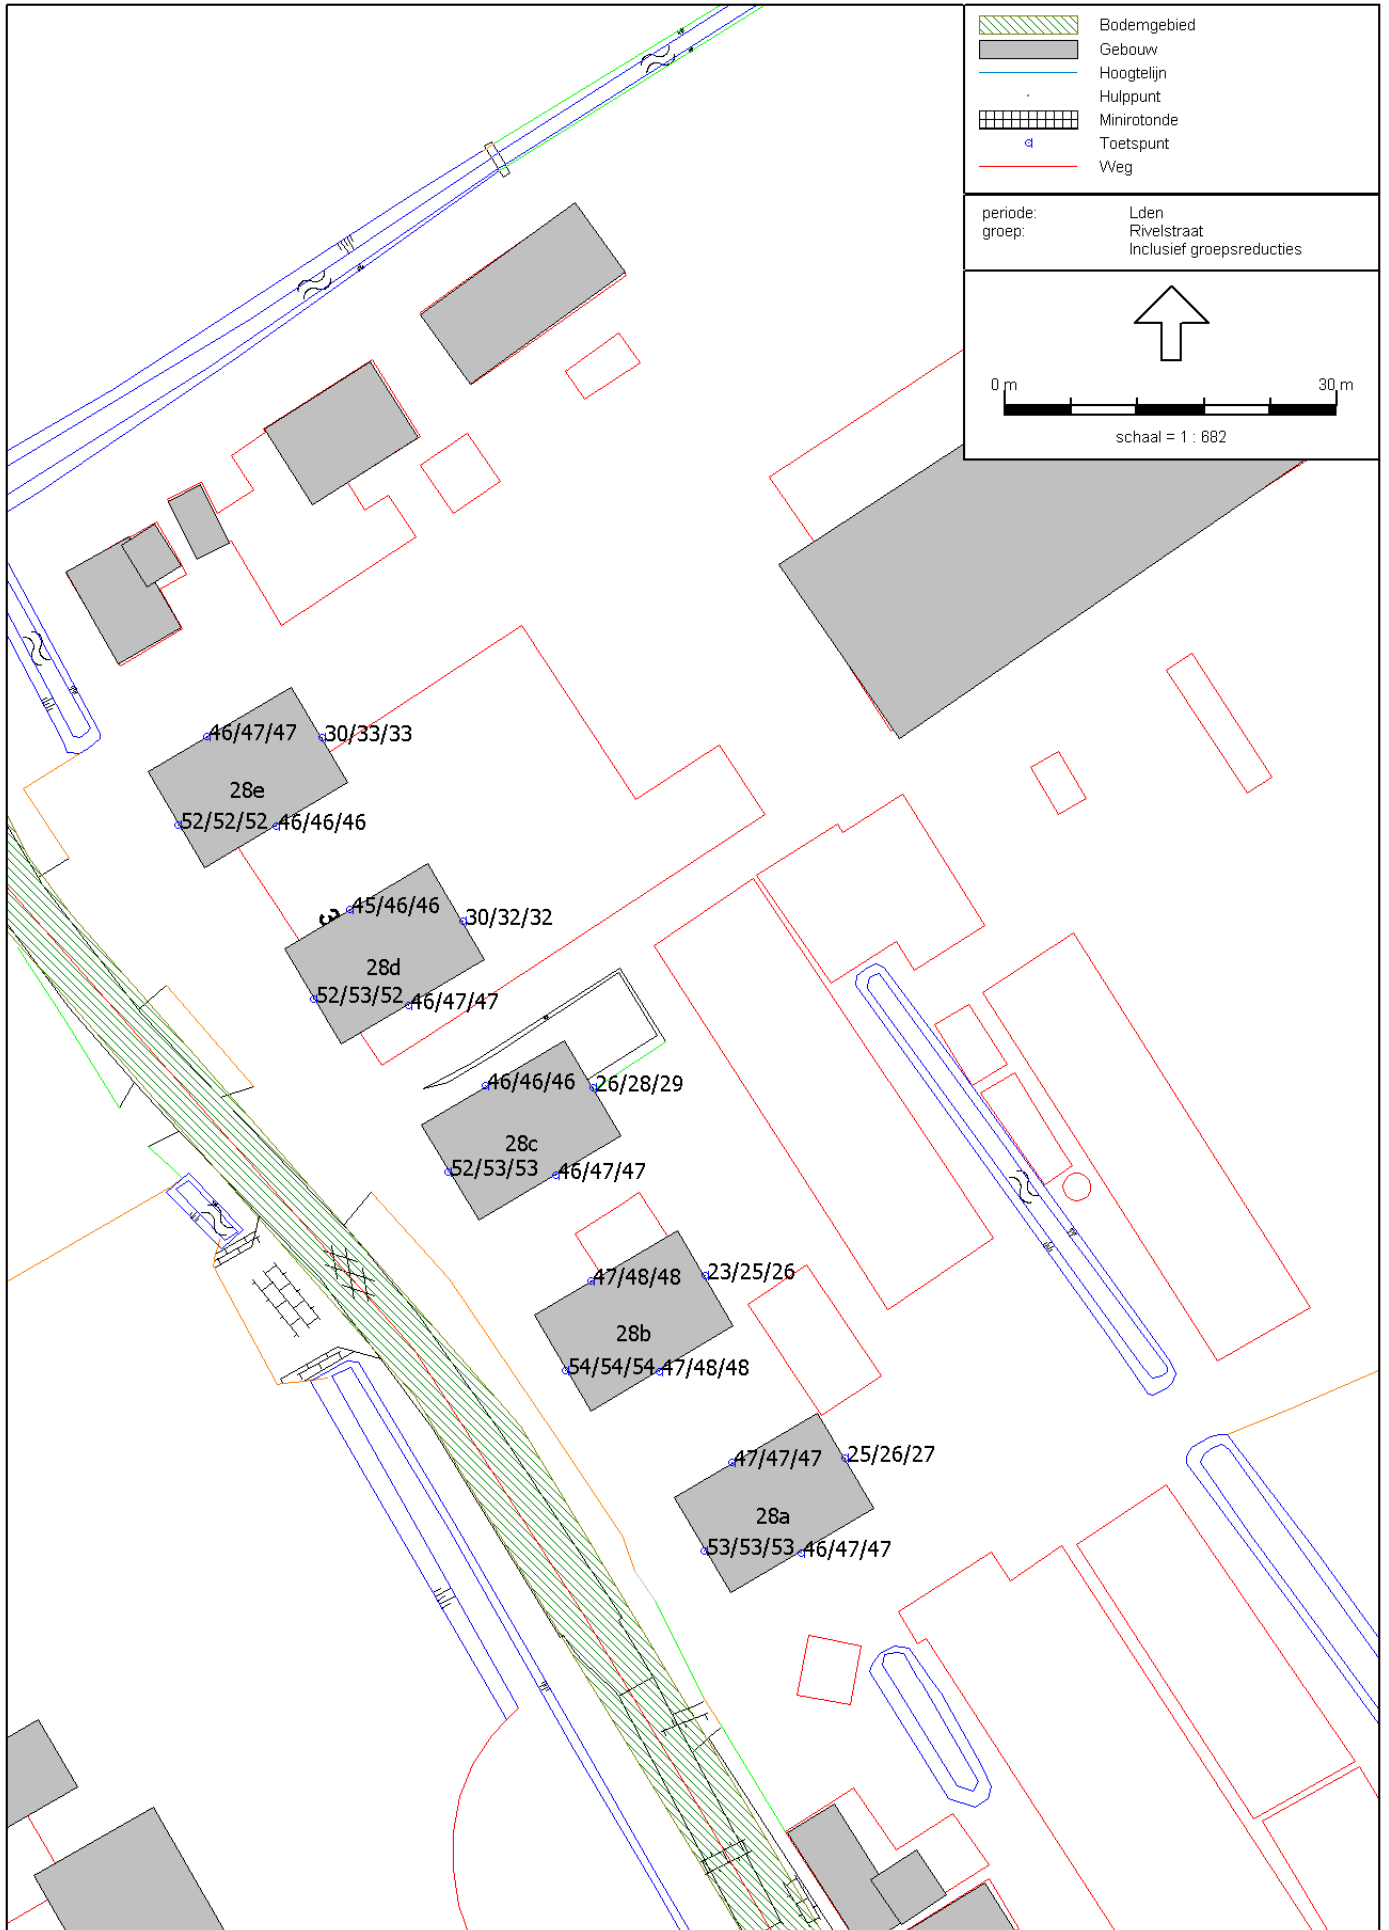 Bodemgebied
Gebouw
Hoogtelijn
Hulppunt
Minirotonde
Toetspunt
Weg
periode: Lden
groep: Rivelstraat
Inclusief groepsreducties
0 m 30 m
schaal = 1 : 682
46/47/47 30/33/33
28e
52/52/52 46/46/46
45/46/46 30/32/32
3
28d
52/53/52 46/47/47
46/46/46 26/28/29
28c
52/53/53 46/47/47
47/48/48 23/25/26
28b
54/54/54 47/48/48
47/47/47 25/26/27
28a
53/53/53 46/47/47